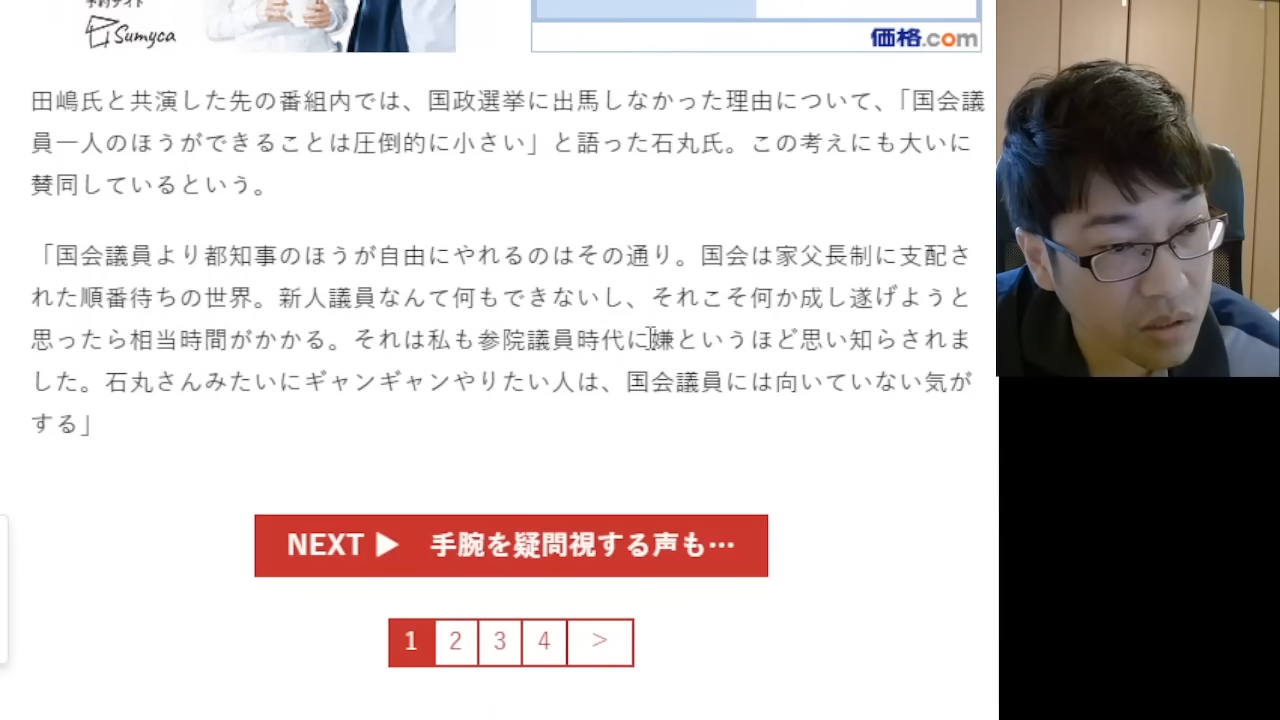 Sumyca
価格.com
田嶋氏と共演した先の番組内では、国政選挙に出馬しなかった理由について、「国会議
員一人のほうができることは圧倒的に小さい」と語った石丸氏。この考えにも大いに
賛同しているという。
「国会議員より都知事のほうが自由にやれるのはその通り。国会は家父長制に支配さ
れた順番待ちの世界。新人議員なんて何もできないし、それこそ何か成し遂げようと
思ったら相当時間がかかる。それは私も参院議員時代に嫌というほど思い知らされま
した。石丸さんみたいにギャンギャンやりたい人は、国会議員には向いていない気が
する」
NEXT ▶ 手腕を疑問視する声も…
1 2 3 4 >